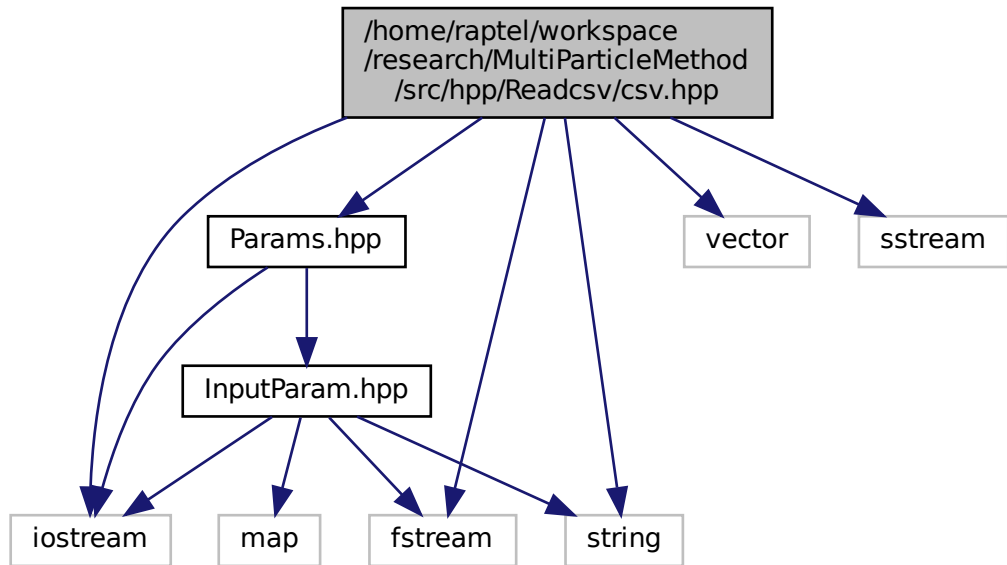 /home/raptel/workspace
/research/MultiParticleMethod
/src/hpp/Readcsv/csv.hpp
Params.hpp
vector
sstream
InputParam.hpp
iostream
map
fstream
string